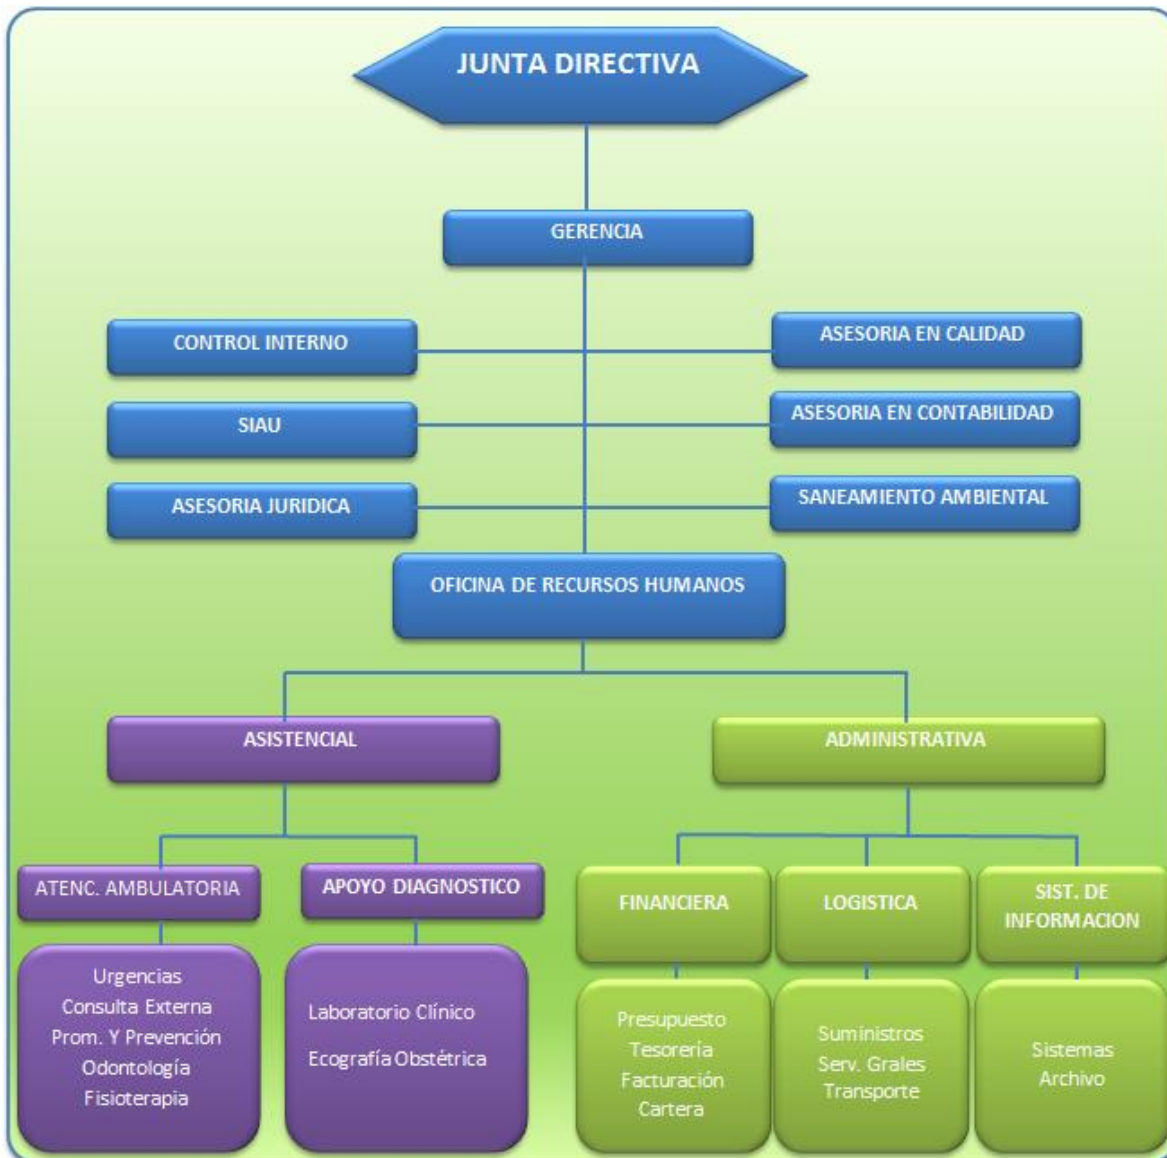 JUNTA DIRECTIVA
GERENCIA
CONTROL INTERNO
ASESORIA EN CALIDAD
SIAU
ASESORIA EN CONTABILIDAD
ASESORIA JURIDICA
SANEAMIENTO AMBIENTAL
OFICINA DE RECURSOS HUMANOS
ASISTENCIAL
ADMINISTRATIVA
ATENC. AMBULATORIA
APOYO DIAGNOSTICO
FINANCIERA
LOGISTICA
SIST. DE
INFORMACION
Urgencias
Consulta Externa
Prom. Y Prevención
Odontología
Fisioterapia
Laboratorio Clínico
Ecografía Obstétrica
Presupuesto
Tesorería
Facturación
Cartera
Suministros
Serv. Grales
Transporte
Sistemas
Archivo